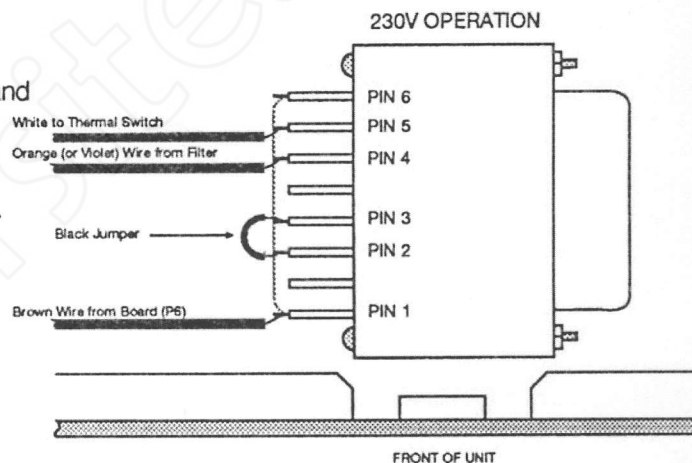 230V OPERATION
and
PIN 6
White to Thermal Switch
PIN 5
Orange (or Violet) Wire from Filter
PIN 4
PIN 3
Black Jumper
PIN 2
Brown Wire from Board (P6)
PIN 1
FRONT OF UNIT